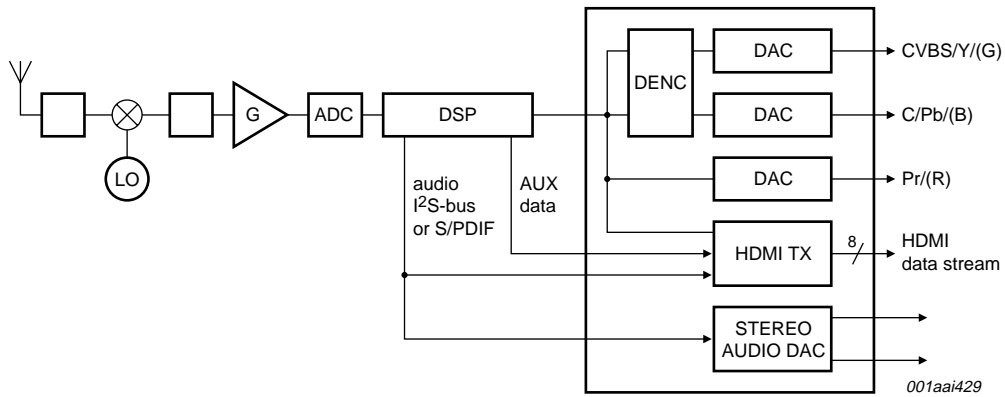 DAC
CVBS/Y/(G)
DENC
G
ADC
DSP
DAC
C/Pb/(B)
LO
audio
I²S-bus
or S/PDIF
AUX
data
DAC
Pr/(R)
HDMI TX
8
HDMI
data stream
STEREO
AUDIO DAC
001aai429